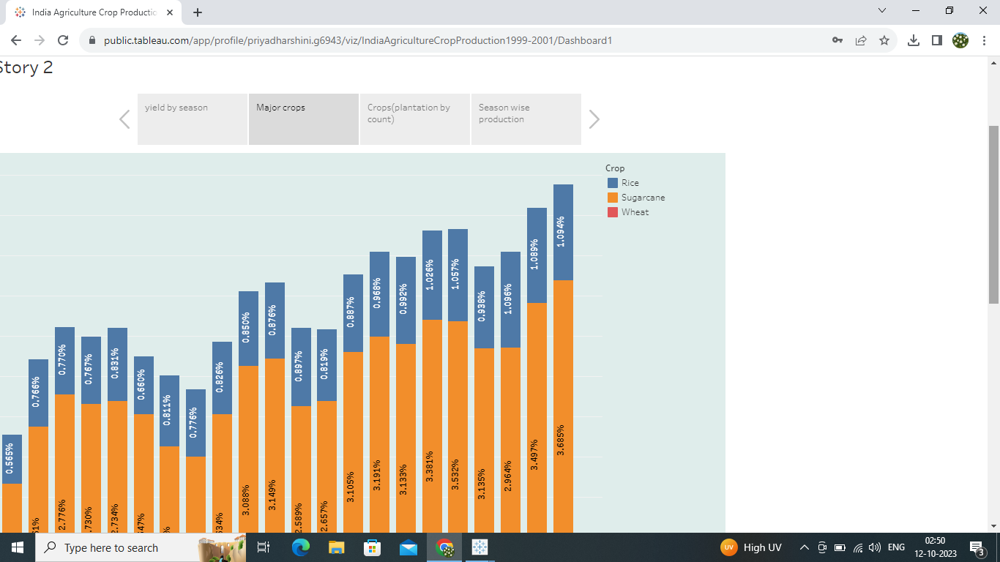 India Agriculture Crop Productio
public.tableau.com/app/profile/priyadharshini.g6943/viz/IndiaAgricultureCropProduction1999-2001/Dashboard1
Story 2
yield by season
Major crops
Crops(plantation by
count)
Season wise
production
Crop
Rice
Sugarcane
Wheat
0.565%
0.766%
0.770%
0.767%
0.831%
0.660%
0.811%
0.776%
0.826%
0.850%
0.876%
0.897%
0.819%
0.887%
0.968%
0.992%
1.026%
1.057%
0.938%
1.096%
1.089%
1.094%
51%
2.776%
.730%
2.734%
547%
%
534%
3.088%
3.149%
2.589%
2.657%
3.105%
3.191%
3.133%
3.381%
3.532%
3.135%
2.964%
3.497%
3.685%
Type here to search
UV
High UV
ENG
02:50
12-10-2023
3